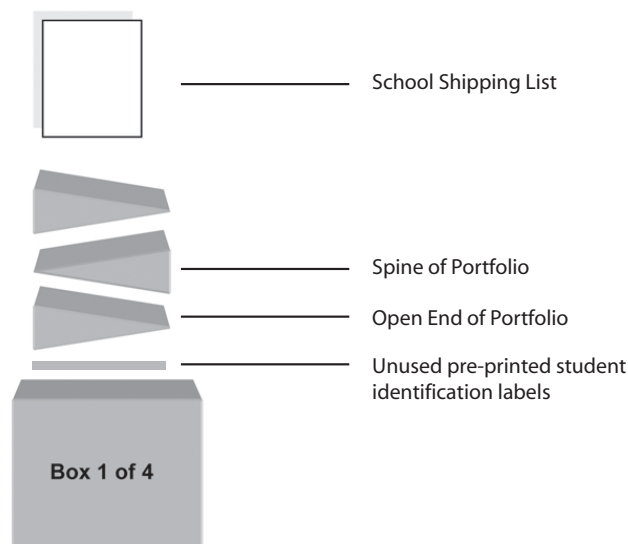 School Shipping List
Spine of Portfolio
Open End of Portfolio
Unused pre-printed student
identification labels
Box 1 of 4